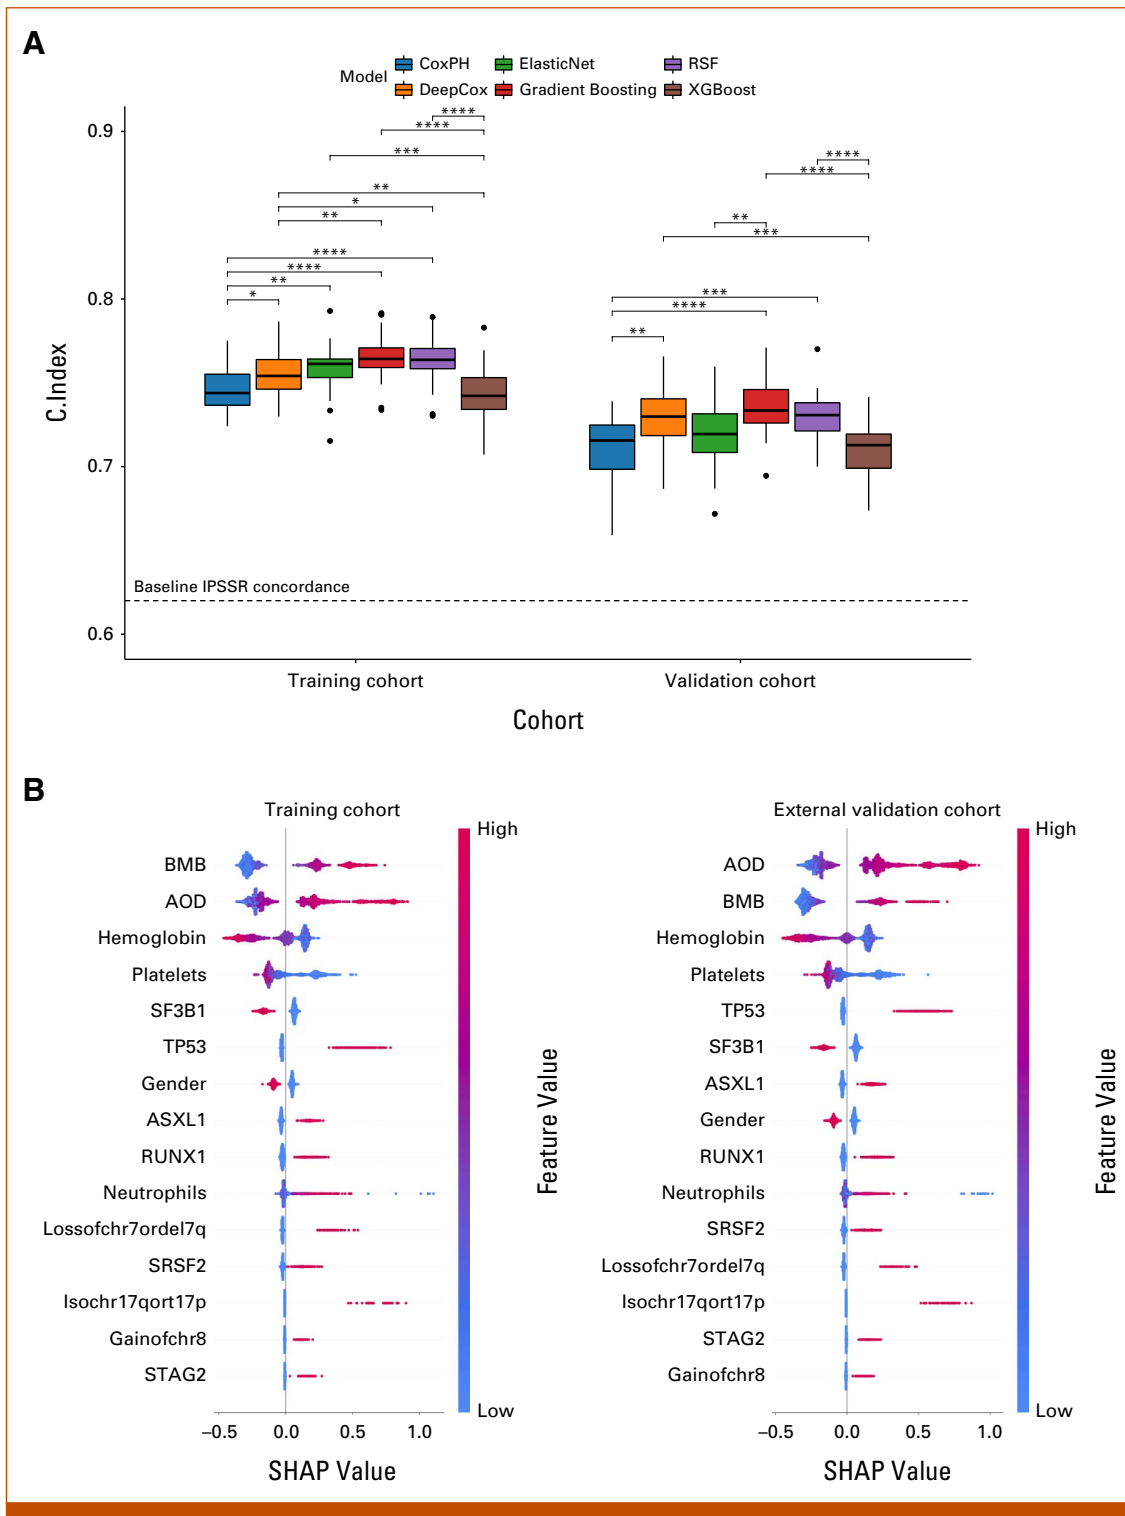 A
Model
CoxPH
ElasticNet
RSF
DeepCox
Gradient Boosting
XGBoost
****
****
***
**
*
**
****
****
**
*
****
****
**
***
***
****
**
0.9
0.8
0.7
0.6
C.Index
Baseline IPSSR concordance
Training cohort
Validation cohort
Cohort
B
Training cohort
High
BMB
AOD
Hemoglobin
Platelets
SF3B1
TP53
Gender
ASXL1
RUNX1
Neutrophils
Lossofchr7ordel7q
SRSF2
Isochr17qort17p
Gainofchr8
STAG2
Low
Feature Value
–0.5 0.0 0.5 1.0
SHAP Value
External validation cohort
High
AOD
BMB
Hemoglobin
Platelets
TP53
SF3B1
ASXL1
Gender
RUNX1
Neutrophils
SRSF2
Lossofchr7ordel7q
Isochr17qort17p
STAG2
Gainofchr8
Low
Feature Value
–0.5 0.0 0.5 1.0
SHAP Value